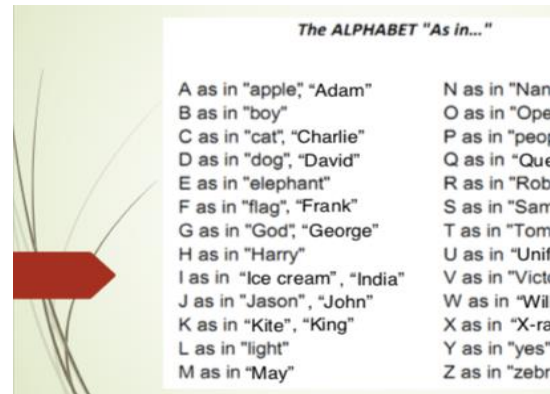 The ALPHABET "As in..."
A as in "apple", “Adam”
B as in "boy"
C as in "cat", “Charlie”
D as in "dog", “David”
E as in "elephant"
F as in "flag", “Frank”
G as in "God", “George”
H as in "Harry"
I as in “Ice cream” , “India”
J as in "Jason", “John”
K as in “Kite”, “King”
L as in "light"
M as in “May”
N as in
O as in
P as in
Q as in
R as in
S as in
T as in
U as in
V as in
W as in
X as in
Y as in "yes"
Z as in